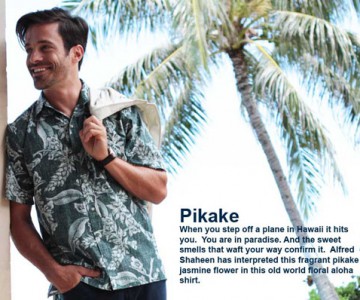 Pikake
When you step off a plane in Hawaii it hits
you. You are in paradise. And the sweet
smells that waft your way confirm it. Alfred
Shaheen has interpreted this fragrant pikake
jasmine flower in this old world floral aloha
shirt.